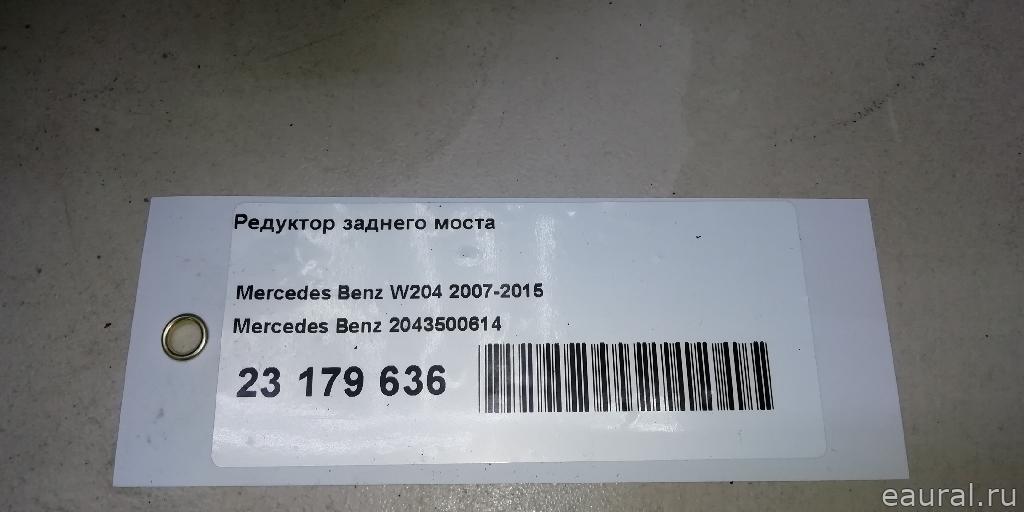 Редуктор заднего моста
Mercedes Benz W204 2007-2015
Mercedes Benz 2043500614
23 179 636
eaural.ru